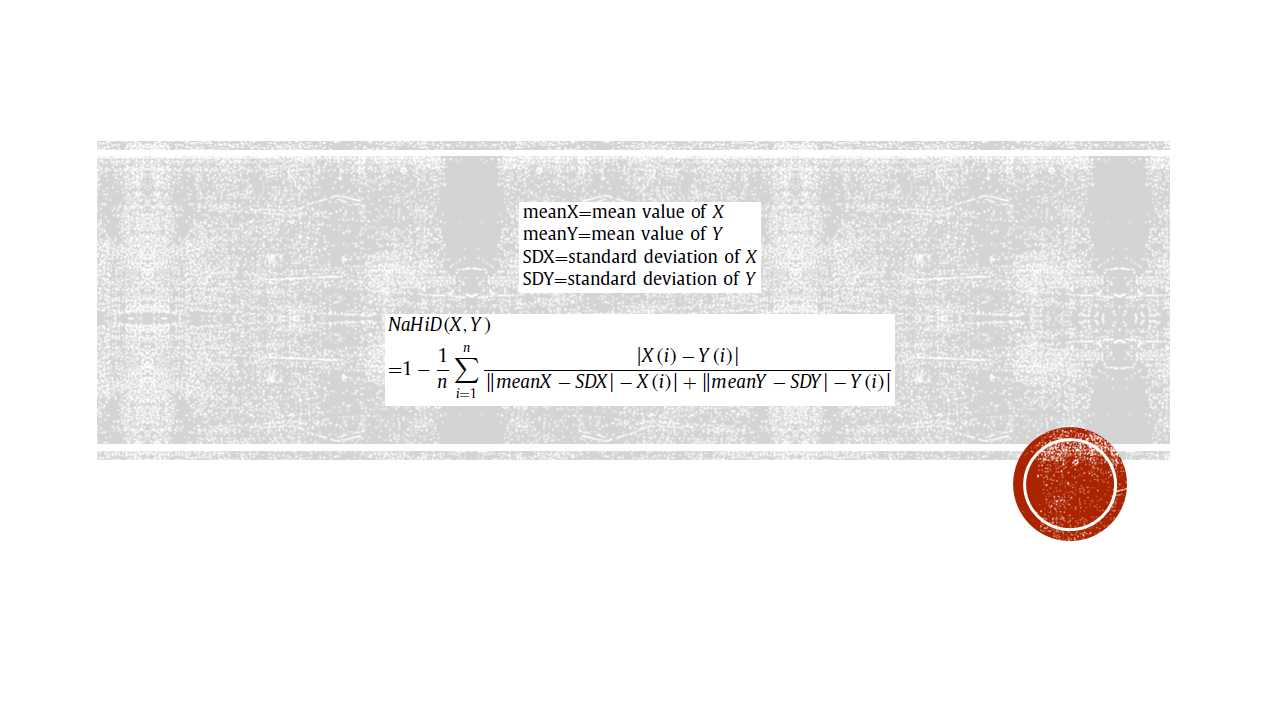 meanX=mean value of X
meanY=mean value of Y
SDX=standard deviation of X
SDY=standard deviation of Y
NaHiD(X, Y)
=1 − \frac{1}{n} \sum_{i=1}^{n} \frac{|X(i) − Y(i)|}{||meanX − SDX| − X(i)| + ||meanY − SDY| − Y(i)|}